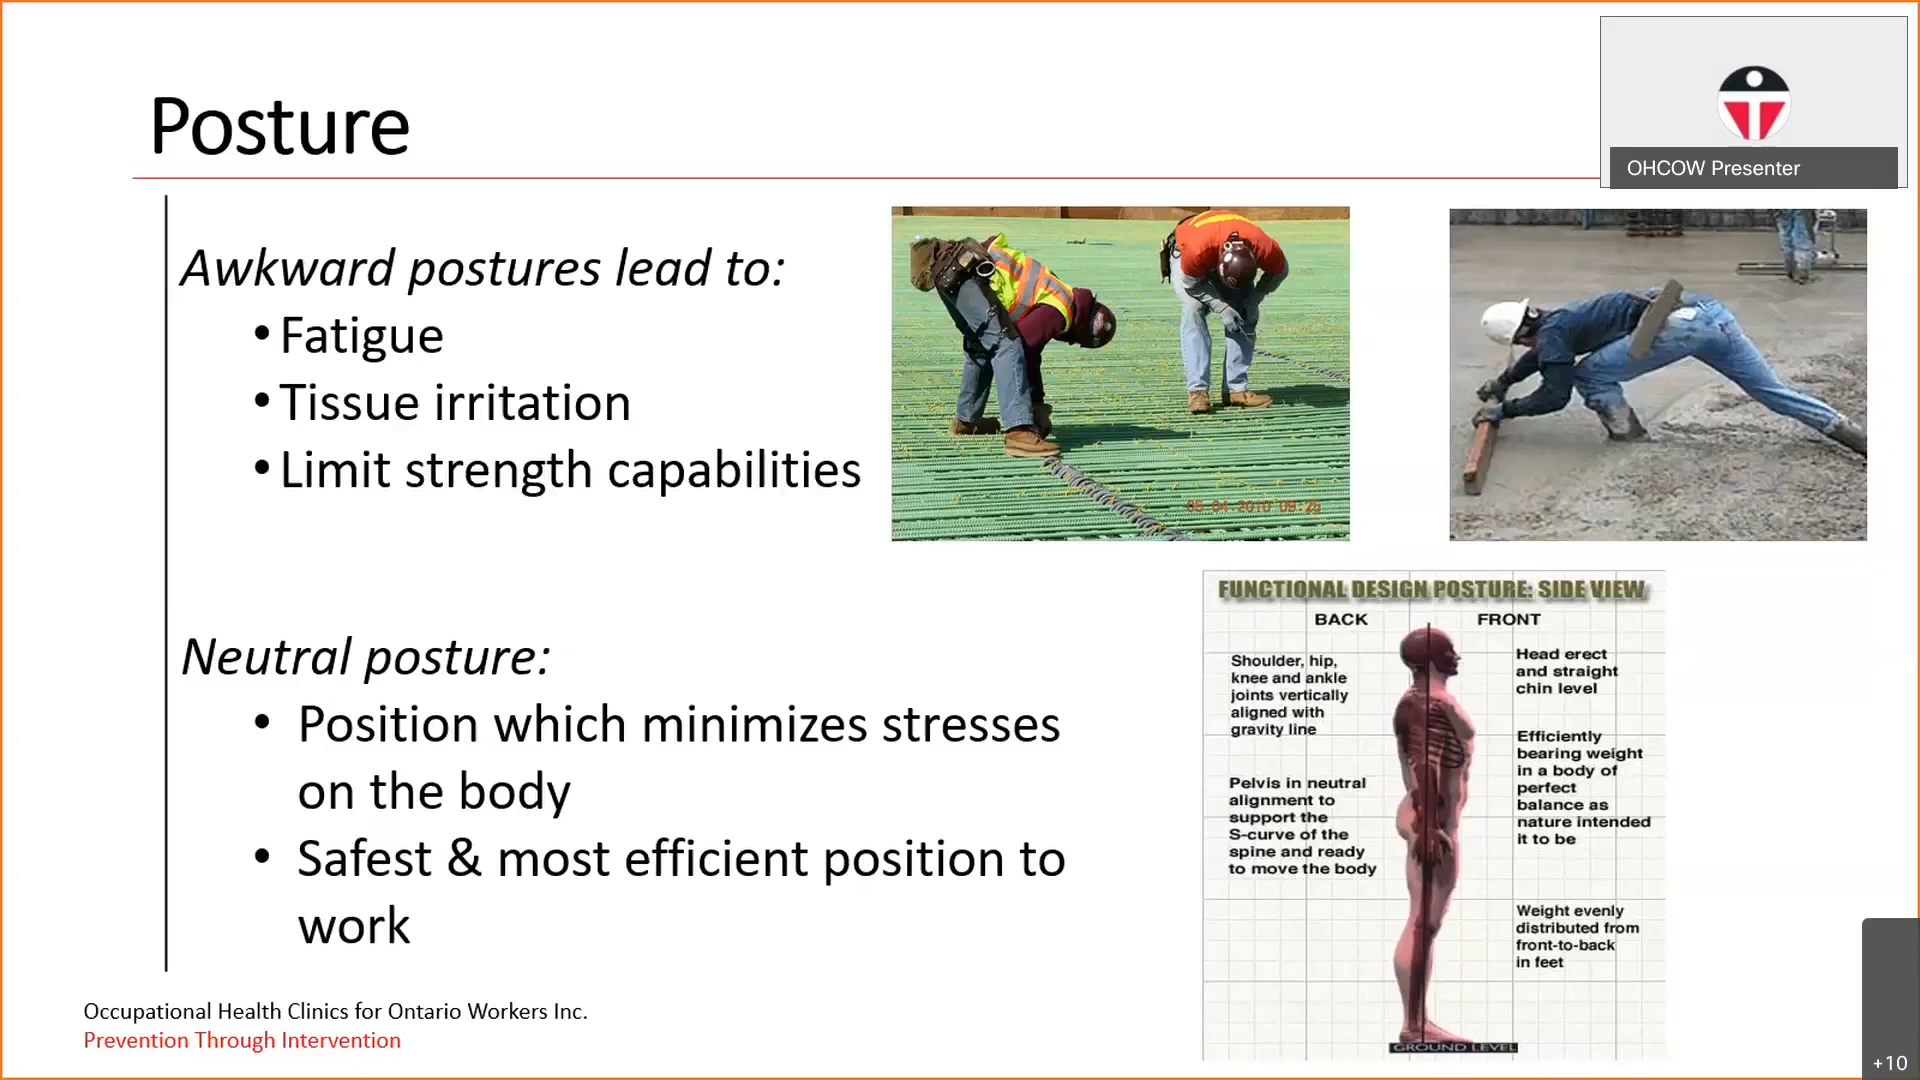 Posture
OHCOW Presenter
Awkward postures lead to:
• Fatigue
• Tissue irritation
• Limit strength capabilities
05 04 2010 09:25
Neutral posture:
• Position which minimizes stresses
on the body
• Safest & most efficient position to
work
FUNCTIONAL DESIGN POSTURE: SIDE VIEW
BACK
FRONT
Shoulder, hip,
knee and ankle
joints vertically
aligned with
gravity line
Pelvis in neutral
alignment to
support the
S-curve of the
spine and ready
to move the body
Head erect
and straight
chin level
Efficiently
bearing weight
in a body of
perfect
balance as
nature intended
it to be
Weight evenly
distributed from
front-to-back
in feet
GROUND LEVEL
Occupational Health Clinics for Ontario Workers Inc.
Prevention Through Intervention
+10